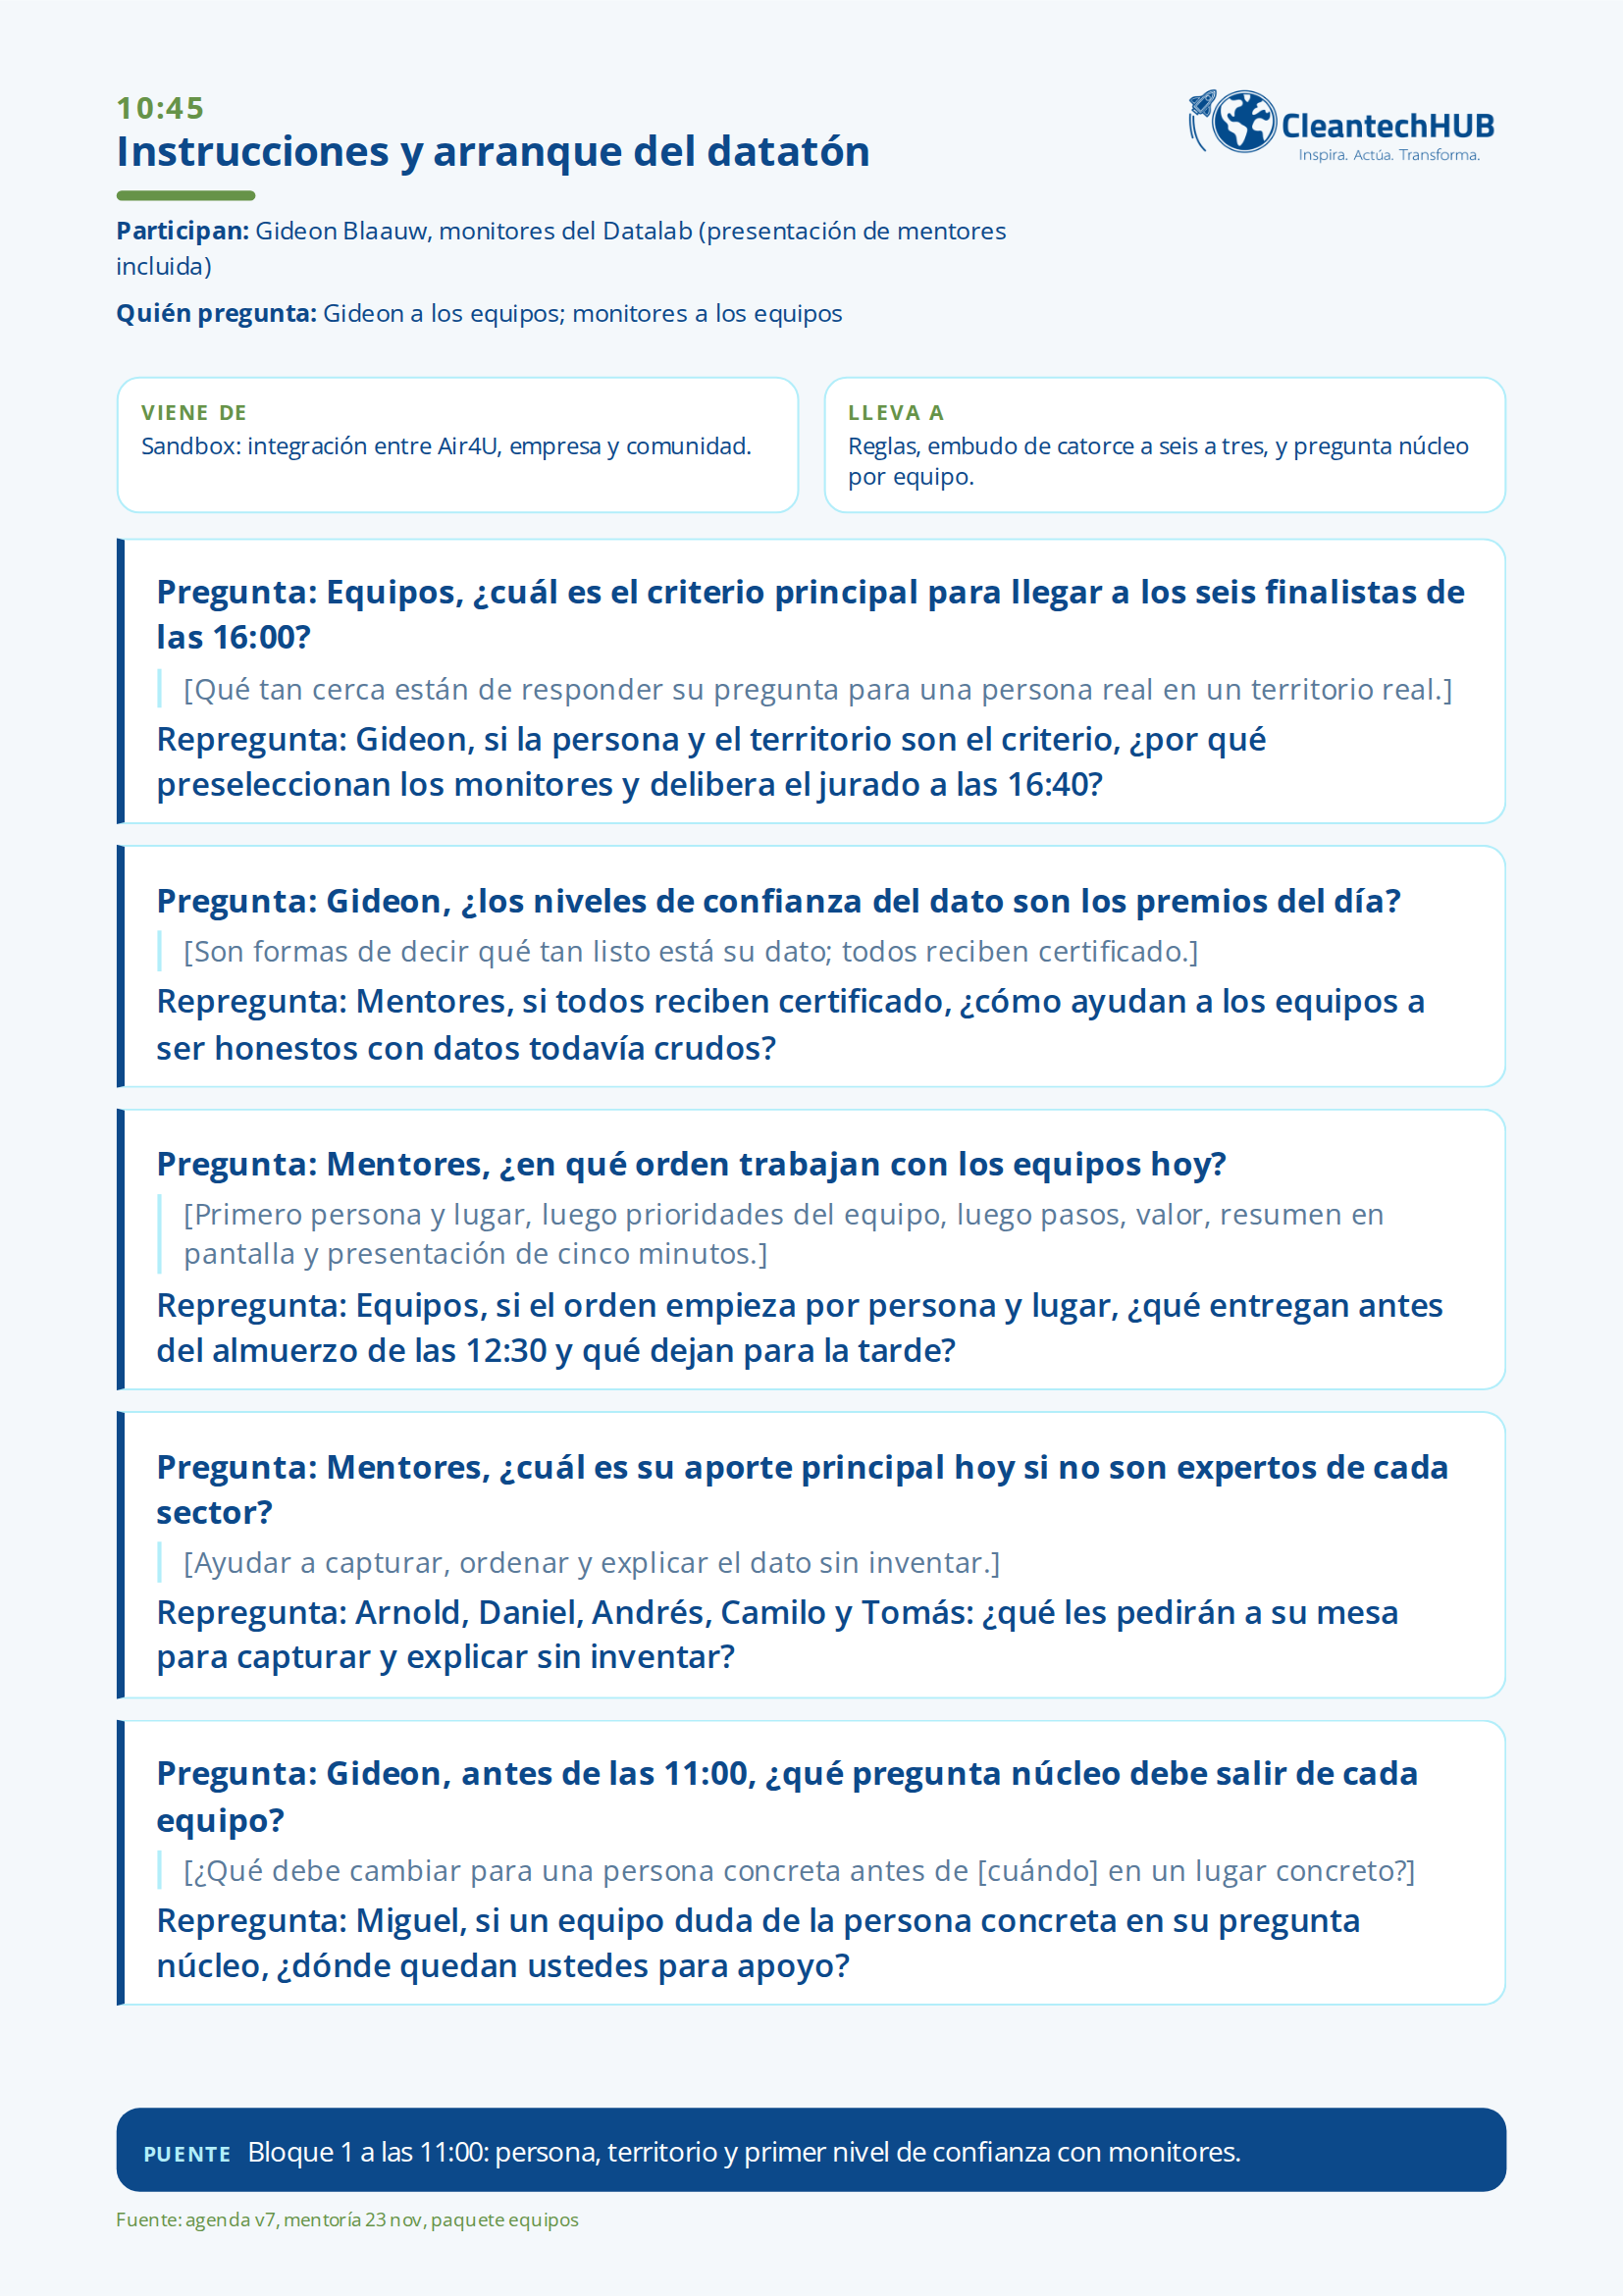 10:45
Instrucciones y arranque del datatón
CleantechHUB
Inspira. Actúa. Transforma.
Participan: Gideon Blaauw, monitores del Datalab (presentación de mentores
incluida)
Quién pregunta: Gideon a los equipos; monitores a los equipos
VIENE DE
Sandbox: integración entre Air4U, empresa y comunidad.
LLEVA A
Reglas, embudo de catorce a seis a tres, y pregunta núcleo
por equipo.
Pregunta: Equipos, ¿cuál es el criterio principal para llegar a los seis finalistas de
las 16:00?
[Qué tan cerca están de responder su pregunta para una persona real en un territorio real.]
Repregunta: Gideon, si la persona y el territorio son el criterio, ¿por qué
preseleccionan los monitores y delibera el jurado a las 16:40?
Pregunta: Gideon, ¿los niveles de confianza del dato son los premios del día?
[Son formas de decir qué tan listo está su dato; todos reciben certificado.]
Repregunta: Mentores, si todos reciben certificado, ¿cómo ayudan a los equipos a
ser honestos con datos todavía crudos?
Pregunta: Mentores, ¿en qué orden trabajan con los equipos hoy?
[Primero persona y lugar, luego prioridades del equipo, luego pasos, valor, resumen en
pantalla y presentación de cinco minutos.]
Repregunta: Equipos, si el orden empieza por persona y lugar, ¿qué entregan antes
del almuerzo de las 12:30 y qué dejan para la tarde?
Pregunta: Mentores, ¿cuál es su aporte principal hoy si no son expertos de cada
sector?
[Ayudar a capturar, ordenar y explicar el dato sin inventar.]
Repregunta: Arnold, Daniel, Andrés, Camilo y Tomás: ¿qué les pedirán a su mesa
para capturar y explicar sin inventar?
Pregunta: Gideon, antes de las 11:00, ¿qué pregunta núcleo debe salir de cada
equipo?
[¿Qué debe cambiar para una persona concreta antes de [cuándo] en un lugar concreto?]
Repregunta: Miguel, si un equipo duda de la persona concreta en su pregunta
núcleo, ¿dónde quedan ustedes para apoyo?
PUENTE Bloque 1 a las 11:00: persona, territorio y primer nivel de confianza con monitores.
Fuente: agenda v7, mentoría 23 nov, paquete equipos